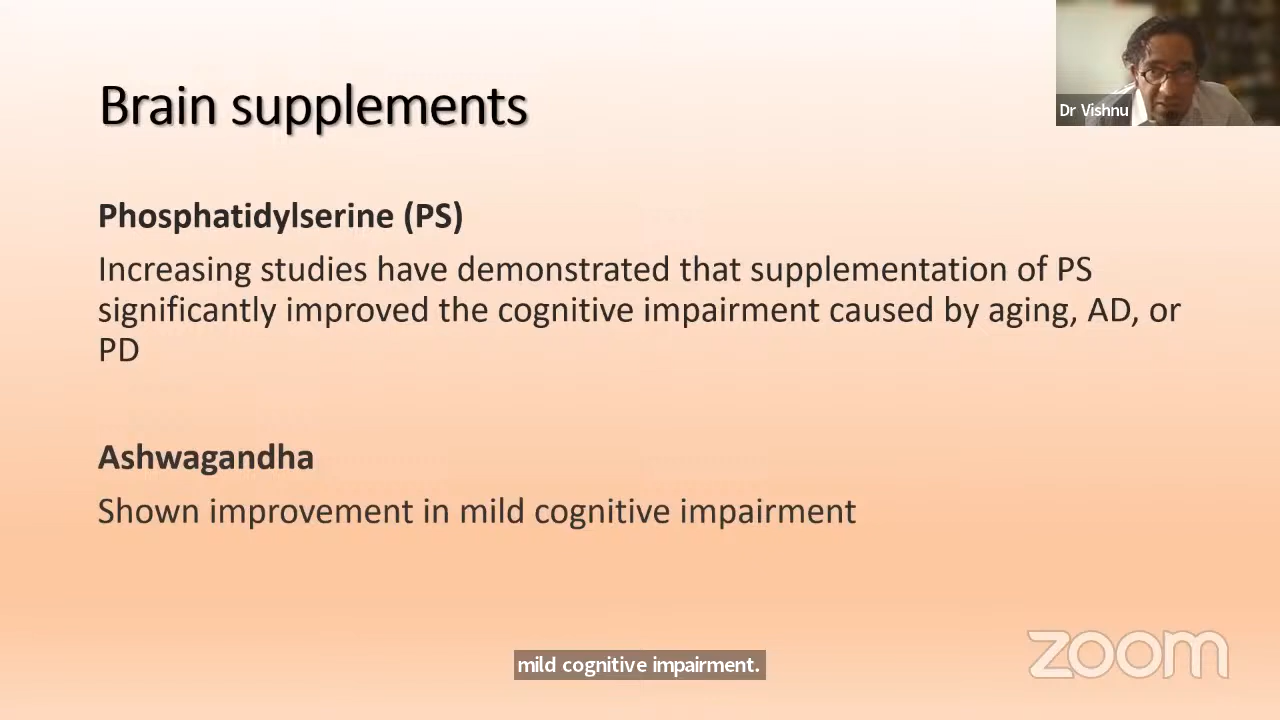 Brain supplements
Dr Vishnu
Phosphatidylserine (PS)
Increasing studies have demonstrated that supplementation of PS
significantly improved the cognitive impairment caused by aging, AD, or
PD
Ashwagandha
Shown improvement in mild cognitive impairment
mild cognitive impairment.
zoom